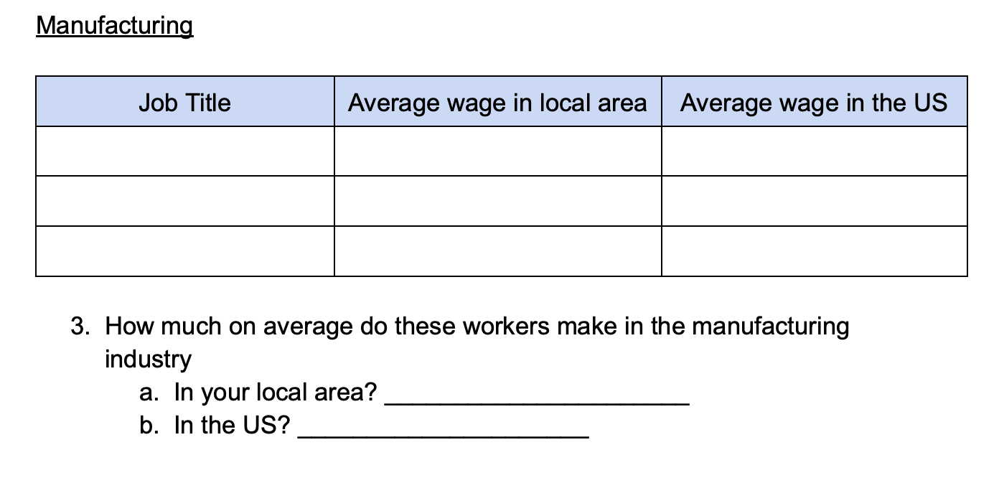 Manufacturing
Job Title Average wage in local area Average wage in the US
3. How much on average do these workers make in the manufacturing
industry
a. In your local area? ______________________
b. In the US? _____________________